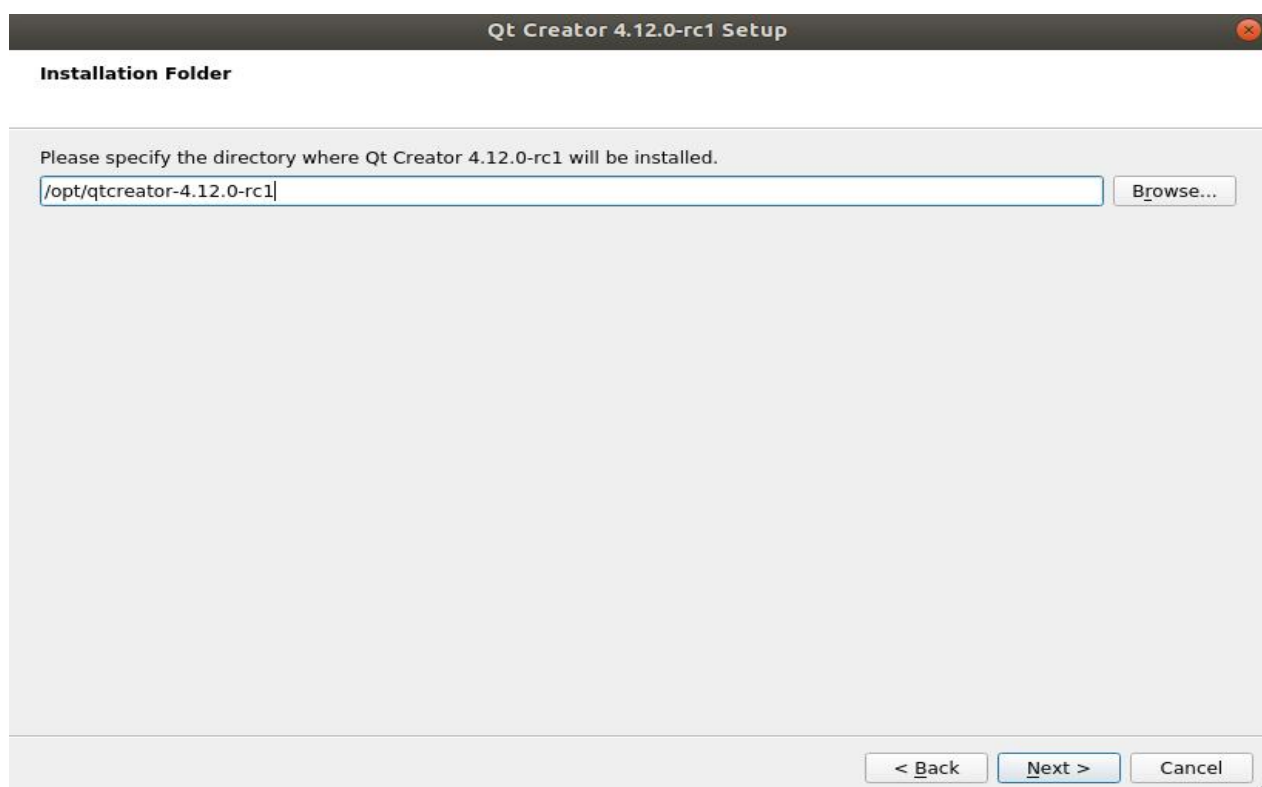 Qt Creator 4.12.0-rc1 Setup
Installation Folder
Please specify the directory where Qt Creator 4.12.0-rc1 will be installed.
/opt/qtcreator-4.12.0-rc1
Browse...
< Back
Next >
Cancel